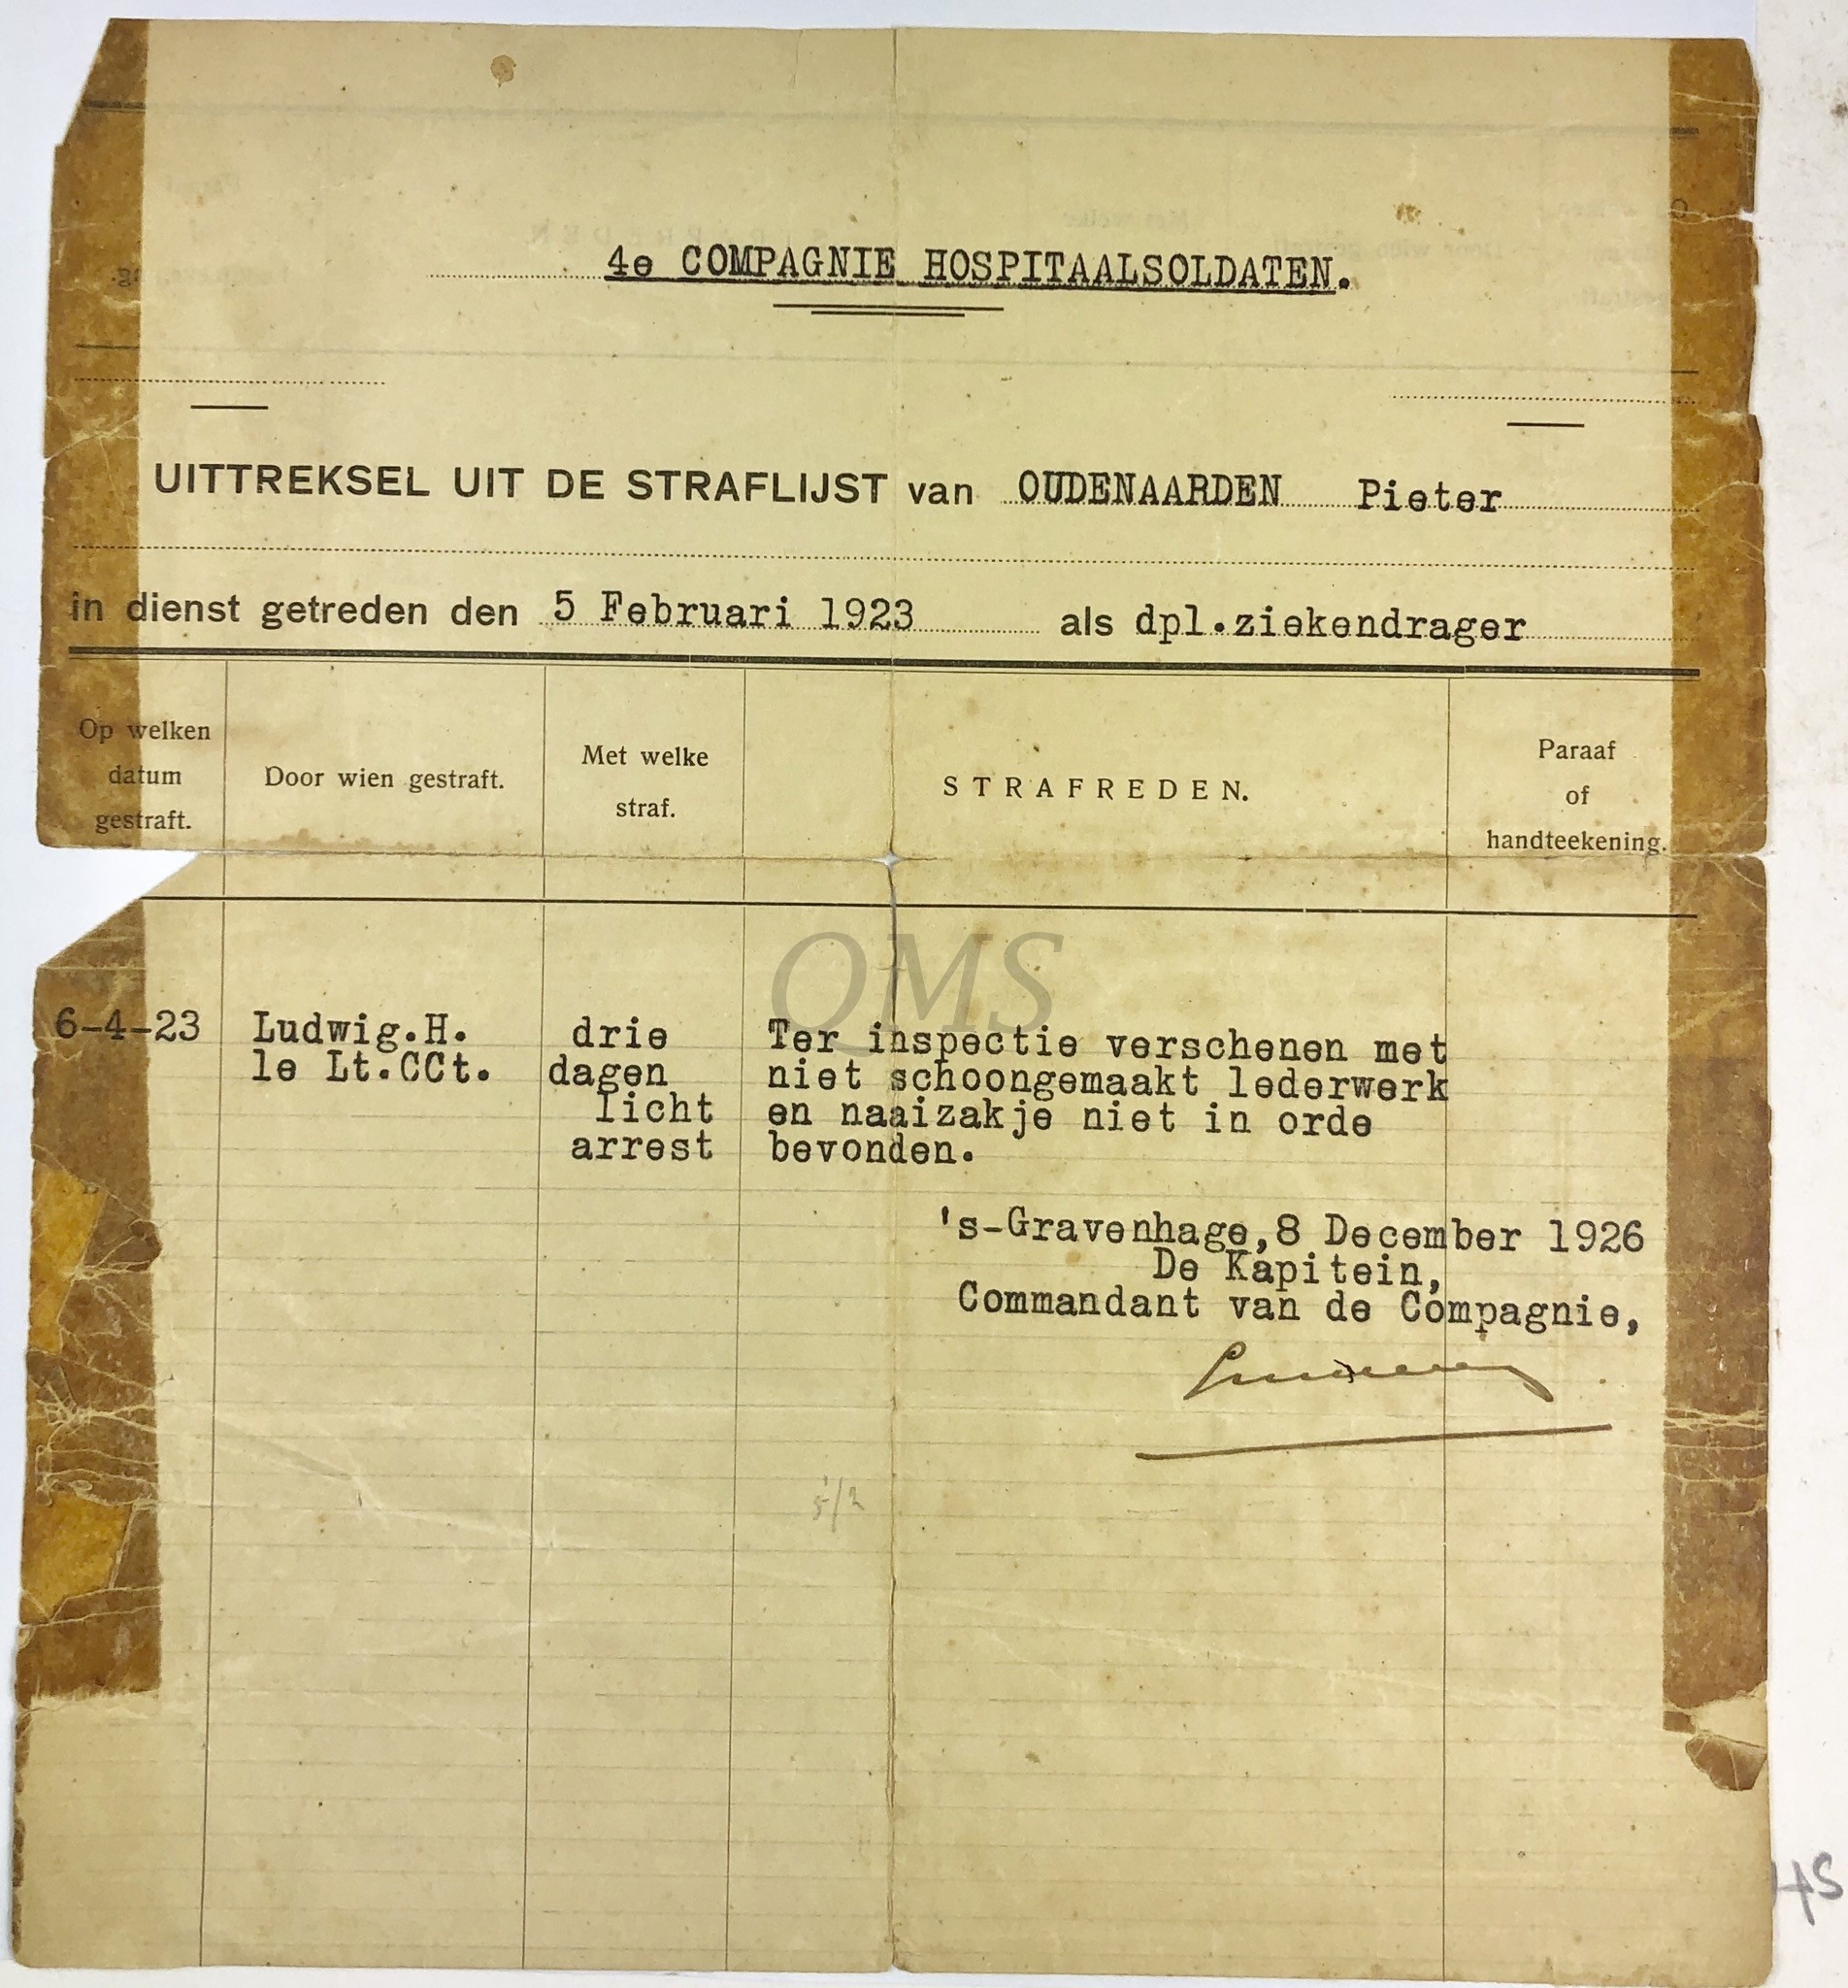 4e COMPAGNIE HOSPITAALSOLDATEN.
UITTREKSEL UIT DE STRAFLIJST van OUDENAARDEN Pieter
in dienst getreden den 5 Februari 1923 als dpl.ziekendrager
Op welken
datum
gestraft.
Door wien gestraft.
Met welke
straf.
STRAFREDEN.
Paraaf
of
handteekening.
QMS
6-4-23
Ludwig.H.
1e Lt.CCt.
drie
dagen
licht
arrest
Ter inspectie verschenen met
niet schoongemaakt lederwerk
en naaizakje niet in orde
bevonden.
's-Gravenhage,8 December 1926
De Kapitein,
Commandant van de Compagnie,
HS